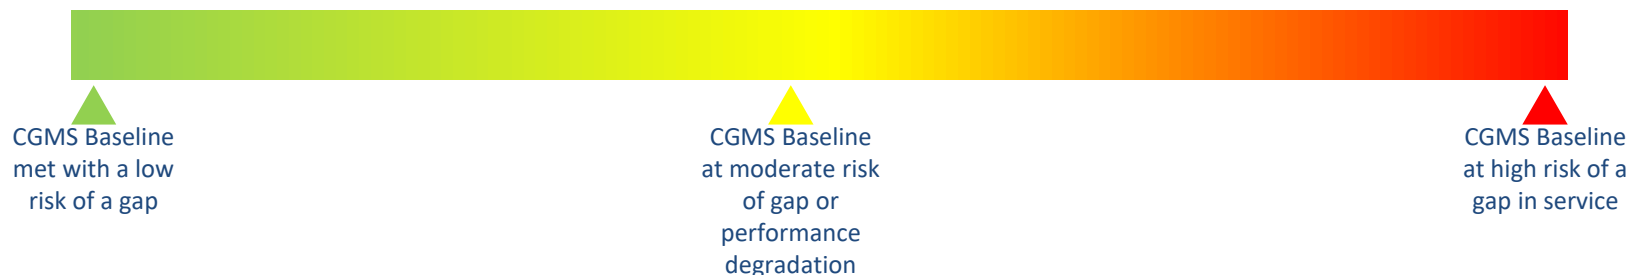 CGMS Baseline
met with a low
risk of a gap
CGMS Baseline
at moderate risk
of gap or
performance
degradation
CGMS Baseline
at high risk of a
gap in service